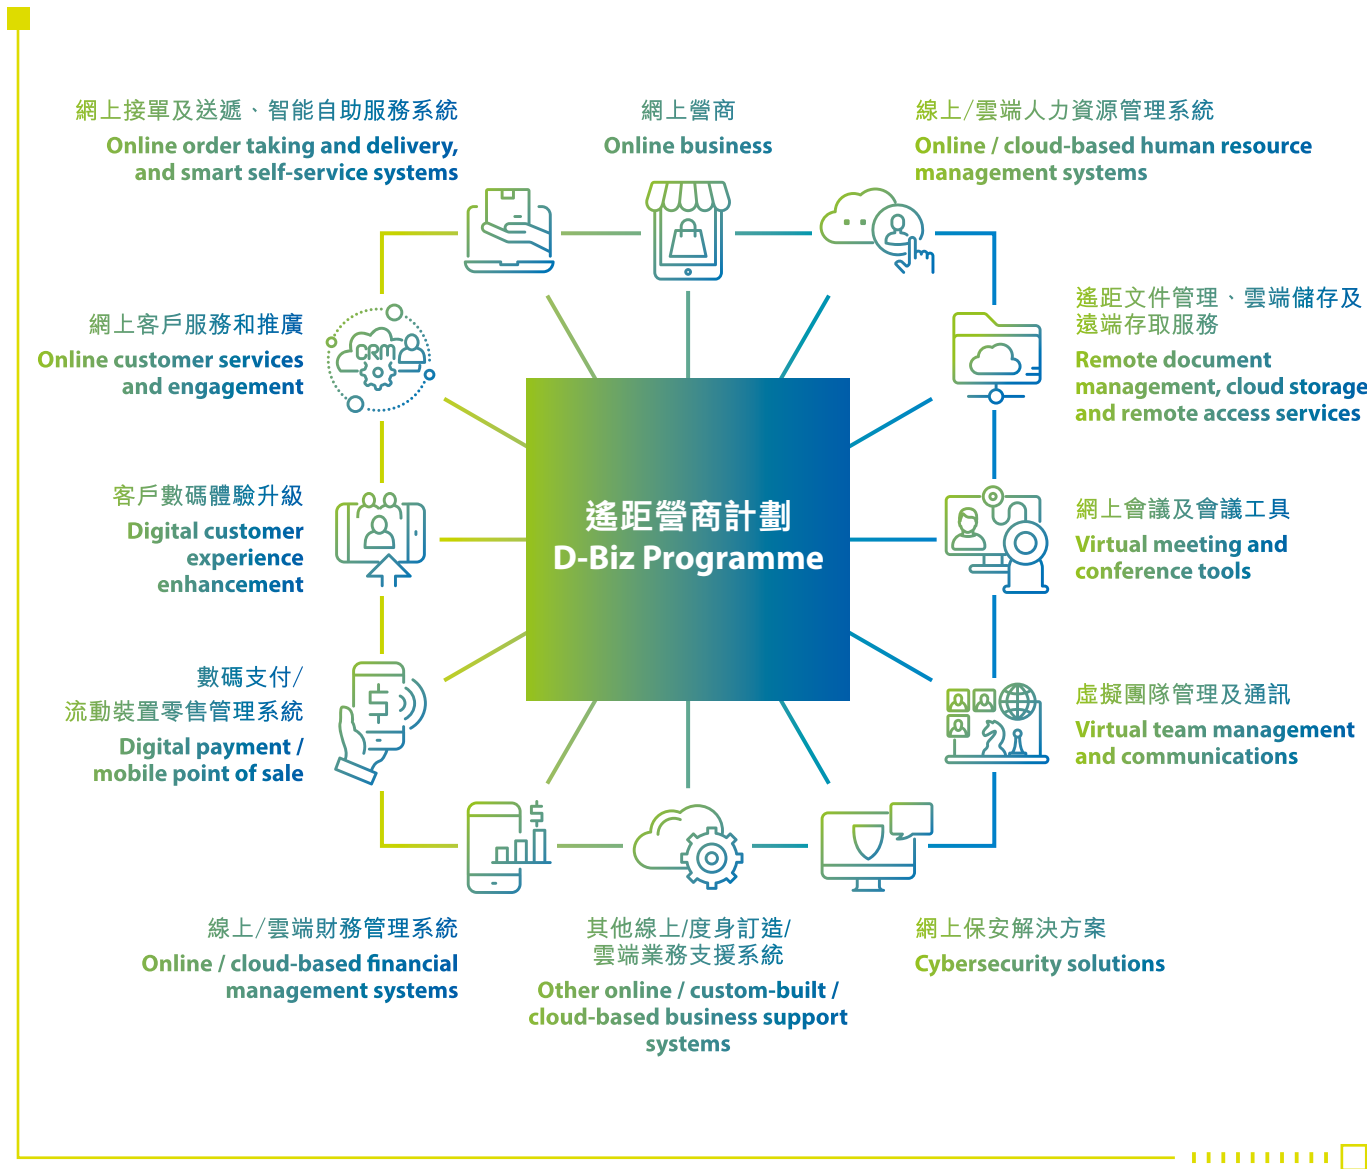 網上接單及送遞、智能自助服務系統
Online order taking and delivery,
and smart self-service systems
網上營商
Online business
線上/雲端人力資源管理系統
Online / cloud-based human resource
management systems
網上客戶服務和推廣
Online customer services
and engagement
CRM
遙距文件管理、雲端儲存及
遠端存取服務
Remote document
management, cloud storage
and remote access services
客戶數碼體驗升級
Digital customer
experience
enhancement
遙距營商計劃
D-Biz Programme
網上會議及會議工具
Virtual meeting and
conference tools
數碼支付/
流動裝置零售管理系統
Digital payment /
mobile point of sale
$
虛擬團隊管理及通訊
Virtual team management
and communications
$
線上/雲端財務管理系統
Online / cloud-based financial
management systems
其他線上/度身訂造/
雲端業務支援系統
Other online / custom-built /
cloud-based business support
systems
網上保安解決方案
Cybersecurity solutions